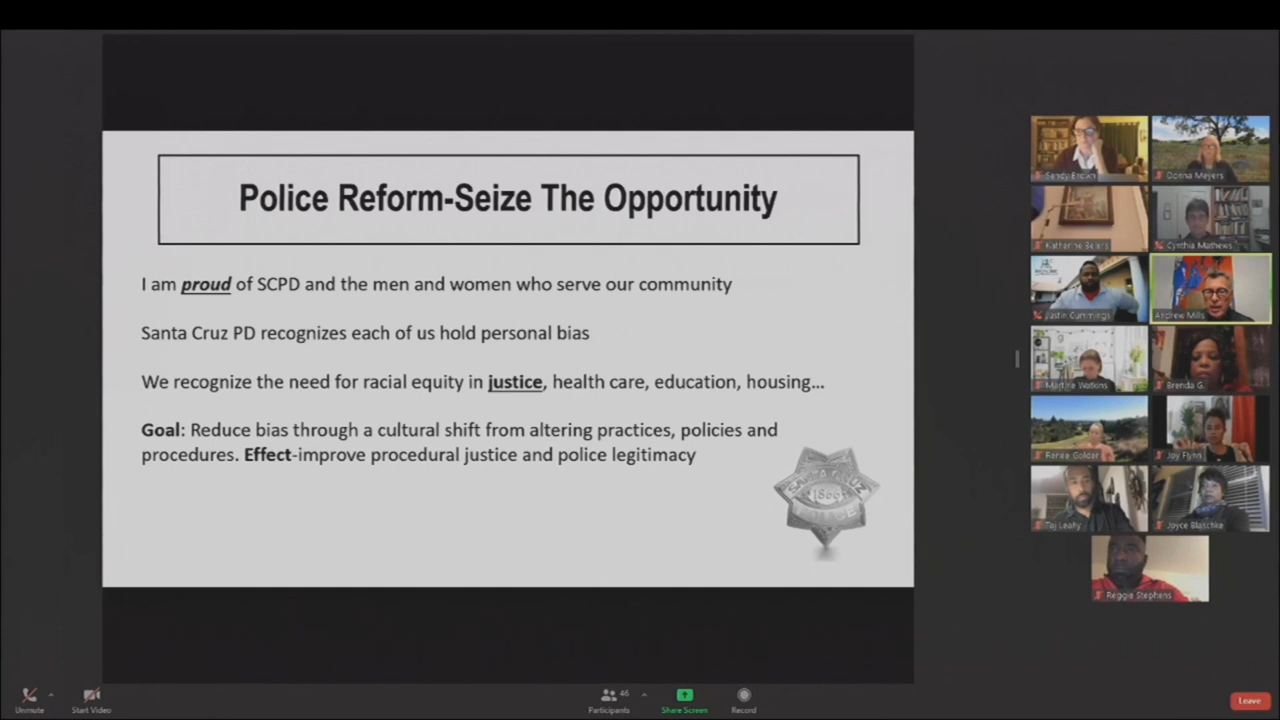 Police Reform-Seize The Opportunity
I am proud of SCPD and the men and women who serve our community
Santa Cruz PD recognizes each of us hold personal bias
We recognize the need for racial equity in justice, health care, education, housing...
Goal: Reduce bias through a cultural shift from altering practices, policies and
procedures. Effect-improve procedural justice and police legitimacy
SANTA CRUZ
1866
POLICE
Sandy Brown
Donna Meyers
Katherine Beiers
Cynthia Mathews
Justin Cummings
Andrew Mills
Martine Watkins
Brenda G.
Renee Golder
Joy Flynn
Taj Leahy
Joyce Blaschke
Reggie Stephens
Unmute
Start Video
46
Participants
Share Screen
Record
Leave